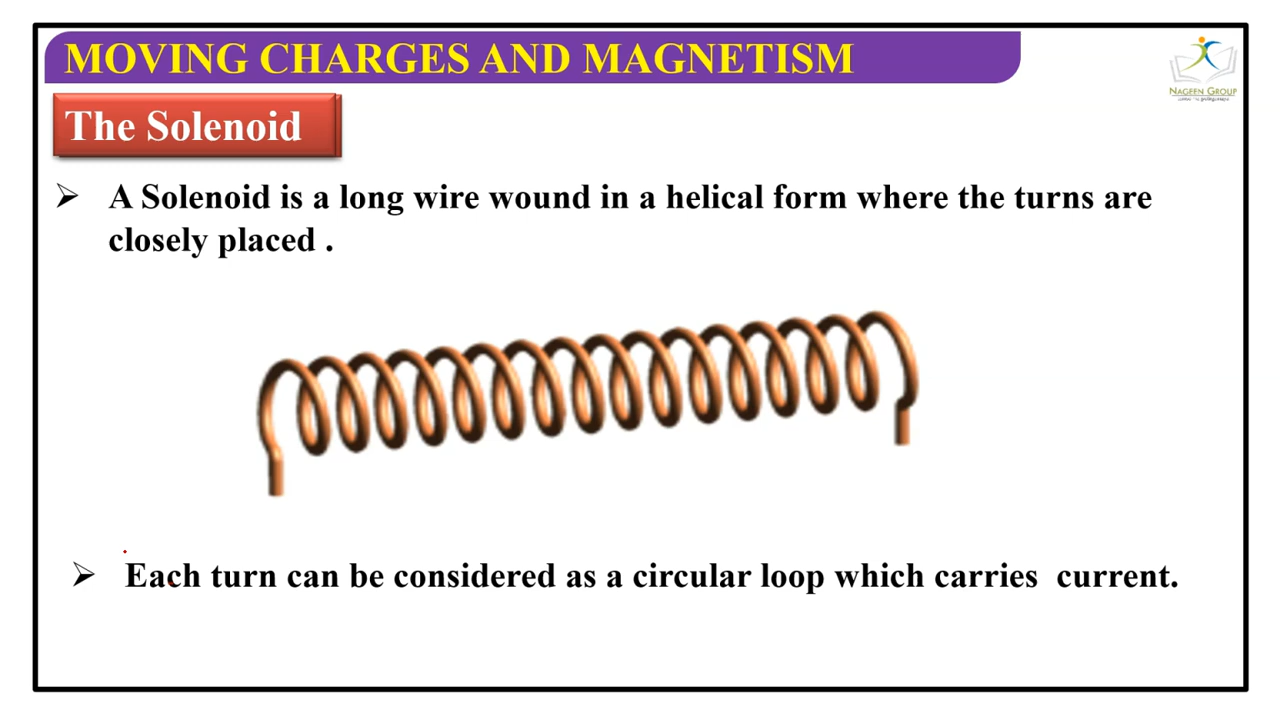 MOVING CHARGES AND MAGNETISM
NAGEEN GROUP
The Solenoid
➢ A Solenoid is a long wire wound in a helical form where the turns are
closely placed .
➢ Each turn can be considered as a circular loop which carries  current.